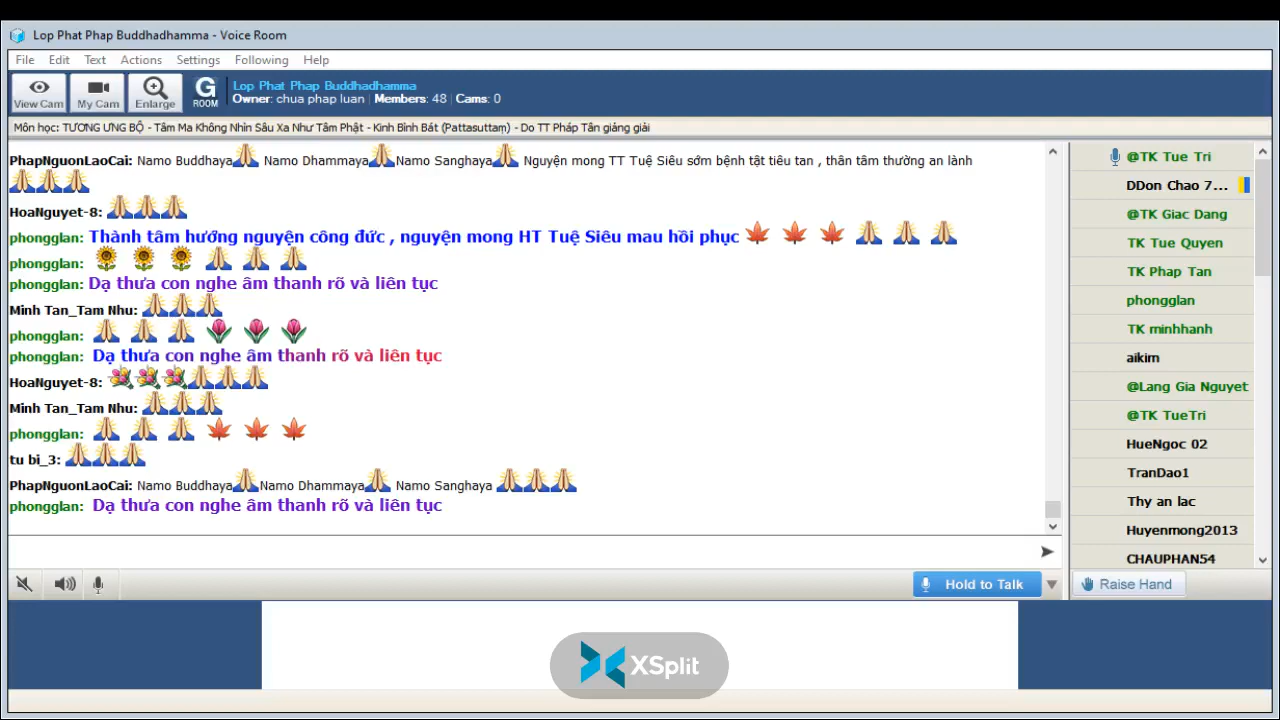 Lop Phat Phap Buddhadhamma - Voice Room
File Edit Text Actions Settings Following Help
View Cam My Cam Enlarge G ROOM
Lop Phat Phap Buddhadhamma
Owner: chua phap luan | Members: 48 | Cams: 0
Môn học: TƯƠNG ƯNG BỘ - Tâm Ma Không Nhìn Sâu Xa Như Tâm Phật - Kinh Bình Bát (Pattasuttaṃ) - Do TT Pháp Tân giảng giải
PhapNguonLaoCai: Namo Buddhaya🙏 Namo Dhammaya🙏Namo Sanghaya🙏 Nguyện mong TT Tuệ Siêu sớm bệnh tật tiêu tan , thân tâm thường an lành
🙏🙏🙏
HoaNguyet-8: 🙏🙏🙏
phongglan: Thành tâm hướng nguyện công đức , nguyện mong HT Tuệ Siêu mau hồi phục 🍁 🍁 🍁 🙏 🙏 🙏
phongglan: 🌻 🌻 🌻 🙏 🙏 🙏
phongglan: Dạ thưa con nghe âm thanh rõ và liên tục
Minh Tan_Tam Nhu: 🙏🙏🙏
phongglan: 🙏 🙏 🙏 🌷 🌷 🌷
phongglan: Dạ thưa con nghe âm thanh rõ và liên tục
HoaNguyet-8: 💐💐💐🙏🙏🙏
Minh Tan_Tam Nhu: 🙏🙏🙏
phongglan: 🙏 🙏 🙏 🍁 🍁 🍁
tu bi_3: 🙏🙏🙏
PhapNguonLaoCai: Namo Buddhaya🙏Namo Dhammaya🙏 Namo Sanghaya 🙏🙏🙏
phongglan: Dạ thưa con nghe âm thanh rõ và liên tục
@TK Tue Tri
DDon Chao 7...
@TK Giac Dang
TK Tue Quyen
TK Phap Tan
phongglan
TK minhhanh
aikim
@Lang Gia Nguyet
@TK TueTri
HueNgoc 02
TranDao1
Thy an lac
Huyenmong2013
CHAUPHAN54
Hold to Talk
Raise Hand
XSplit